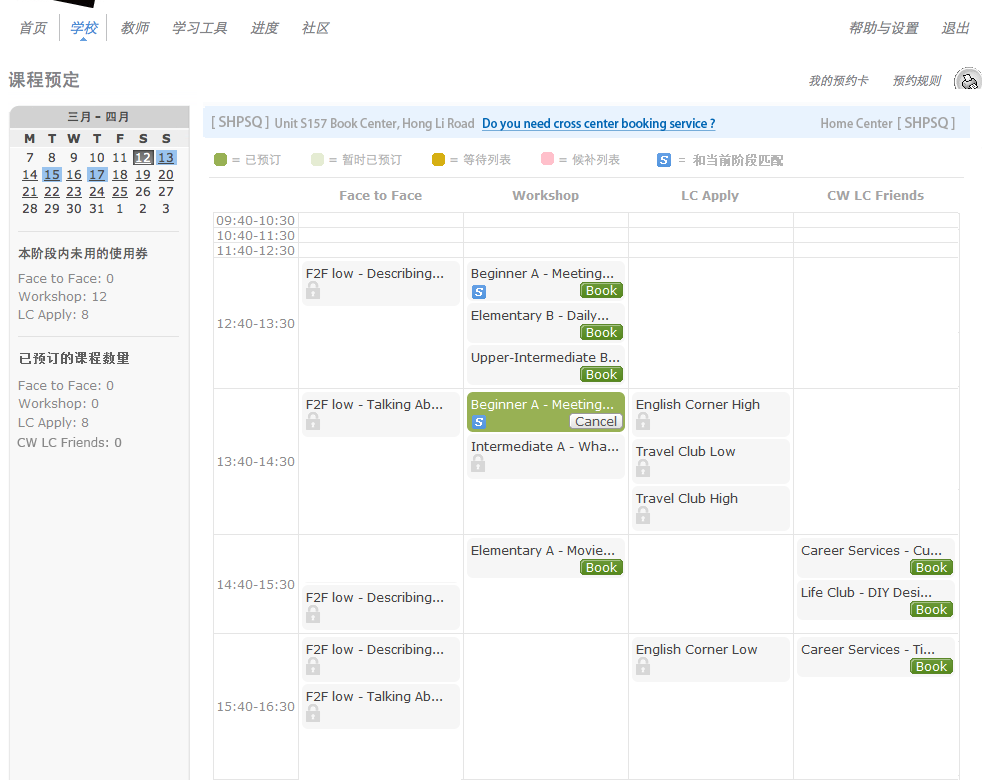 首页 学校 教师 学习工具 进度 社区 帮助与设置 退出
课程预定 我的预约卡 预约规则
三月 - 四月
M T W T F S S
7 8 9 10 11 12 13
14 15 16 17 18 19 20
21 22 23 24 25 26 27
28 29 30 31 1 2 3
本阶段内未用的使用券
Face to Face: 0
Workshop: 12
LC Apply: 8
已预订的课程数量
Face to Face: 0
Workshop: 0
LC Apply: 8
CW LC Friends: 0
[ SHPSQ ] Unit S157 Book Center, Hong Li Road Do you need cross center booking service ? Home Center [ SHPSQ ]
= 已预订 = 暂时已预订 = 等待列表 = 候补列表 S = 和当前阶段匹配
Face to Face Workshop LC Apply CW LC Friends
09:40-10:30
10:40-11:30
11:40-12:30
12:40-13:30
F2F low - Describing...
Beginner A - Meeting...
S Book
Elementary B - Daily...
Book
Upper-Intermediate B...
Book
13:40-14:30
F2F low - Talking Ab...
Beginner A - Meeting...
S Cancel
Intermediate A - Wha...
English Corner High
Travel Club Low
Travel Club High
14:40-15:30
F2F low - Describing...
Elementary A - Movie...
Book
Career Services - Cu...
Book
Life Club - DIY Desi...
Book
15:40-16:30
F2F low - Describing...
F2F low - Talking Ab...
English Corner Low
Career Services - Ti...
Book